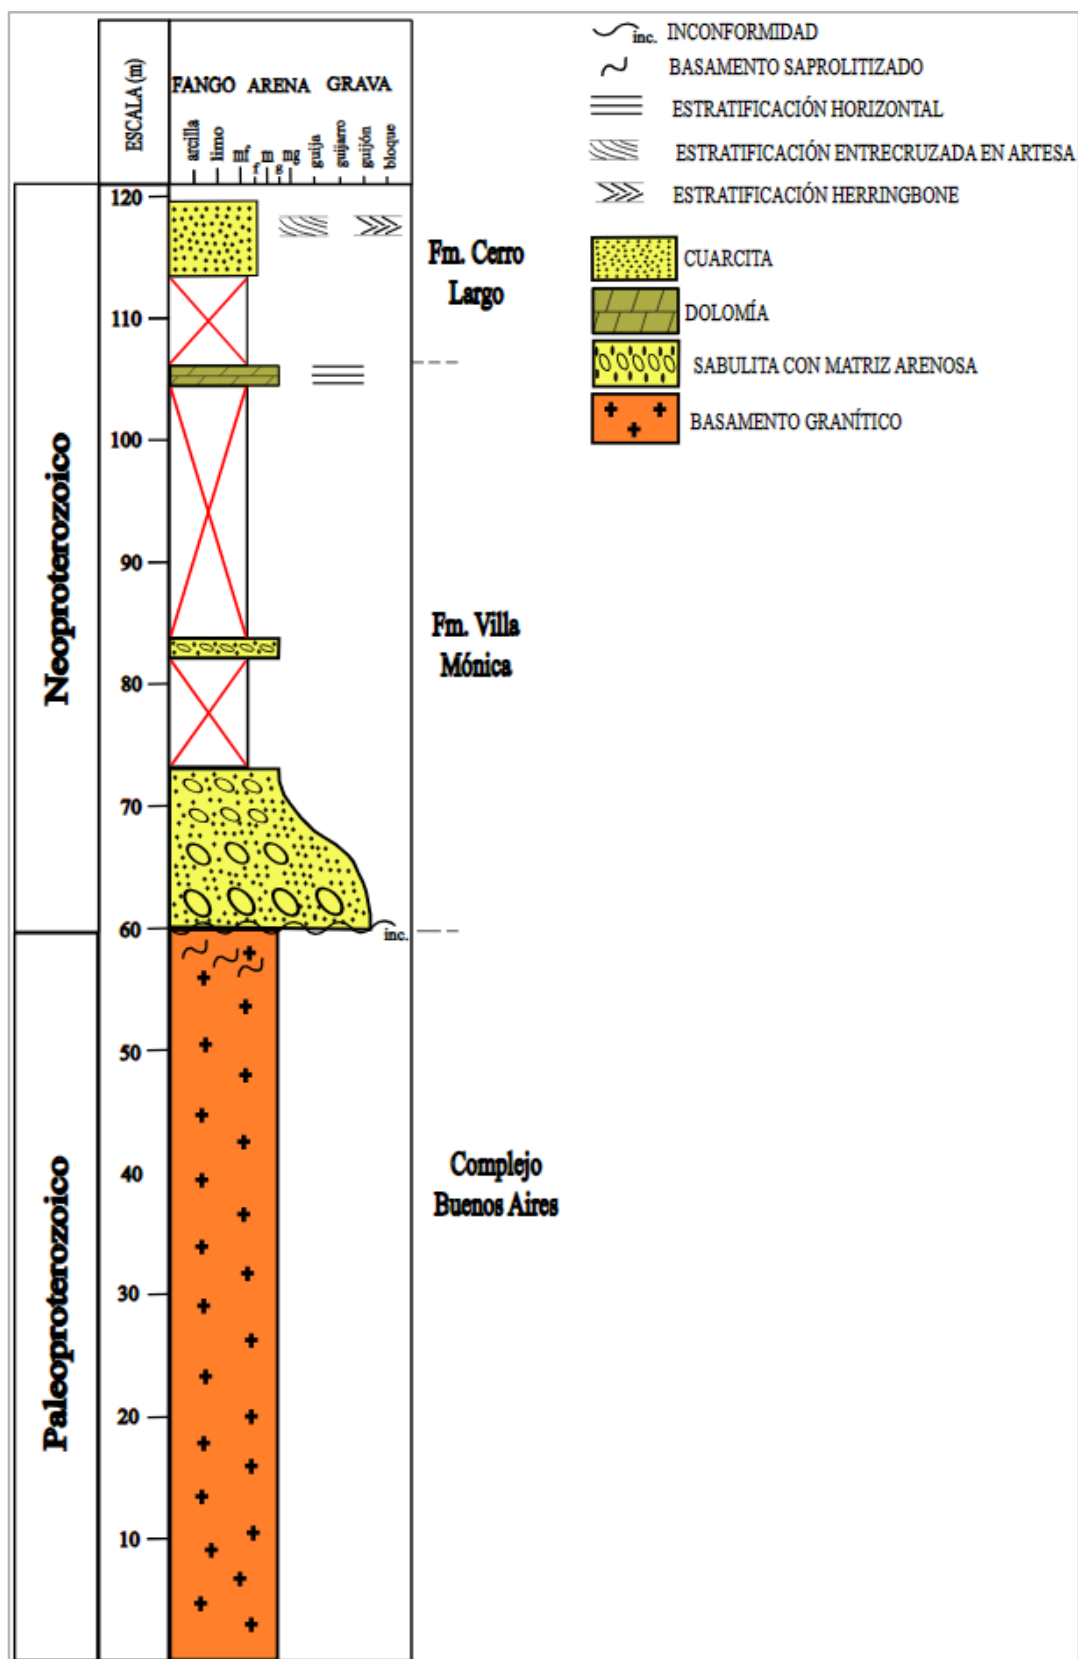 ESCALA (m)
FANGO ARENA GRAVA
arcilla
limo
mf
f
m
g
mg
guija
guijarro
guijón
bloque
inc. INCONFORMIDAD
BASAMENTO SAPROLITIZADO
ESTRATIFICACIÓN HORIZONTAL
ESTRATIFICACIÓN ENTRECRUZADA EN ARTESA
ESTRATIFICACIÓN HERRINGBONE
CUARCITA
DOLOMÍA
SABULITA CON MATRIZ ARENOSA
BASAMENTO GRANÍTICO
Neoproterozoico
Paleoproterozoico
120
110
100
90
80
70
60
50
40
30
20
10
inc.
Fm. Cerro
Largo
Fm. Villa
Mónica
Complejo
Buenos Aires